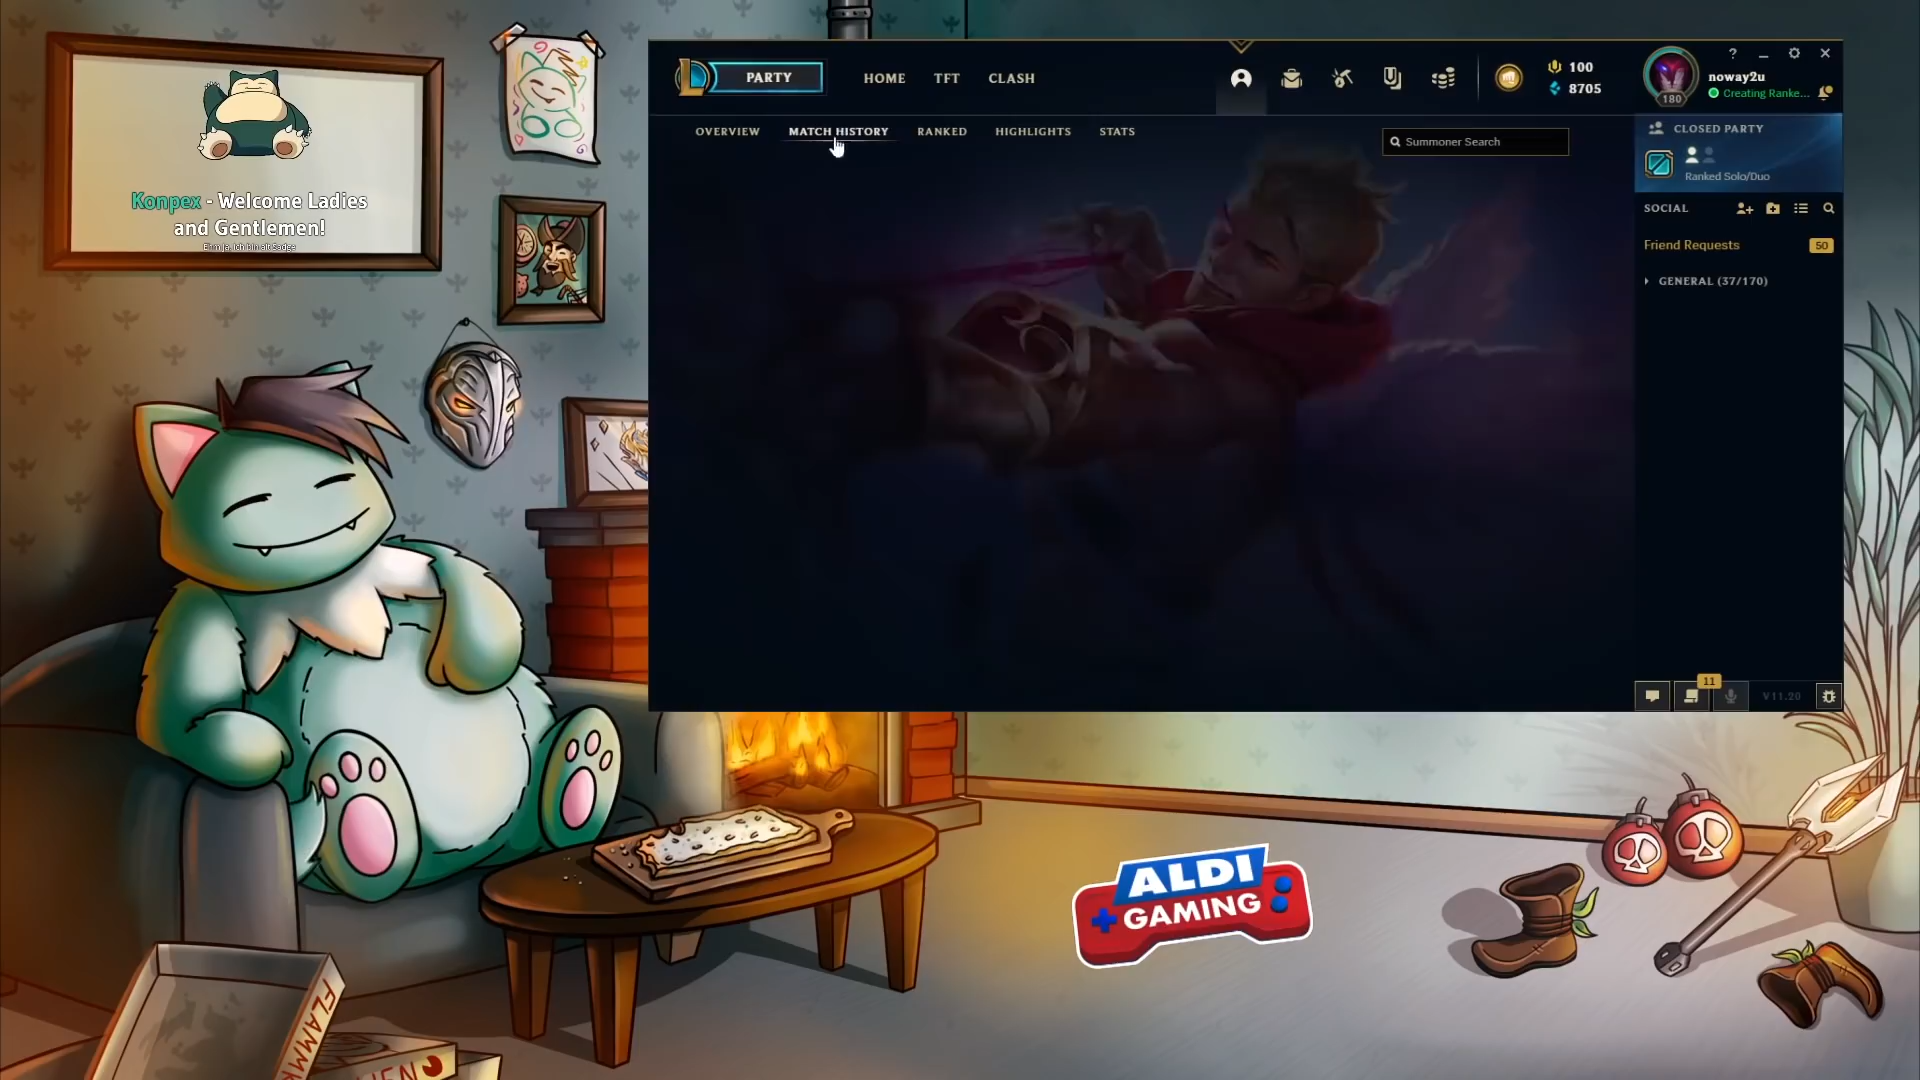 Konpex - Welcome Ladies
and Gentlemen!
PARTY
HOME
TFT
CLASH
100
8705
?
180
noway2u
Creating Ranke...
OVERVIEW
MATCH HISTORY
RANKED
HIGHLIGHTS
STATS
Summoner Search
CLOSED PARTY
Ranked Solo/Duo
SOCIAL
Friend Requests
50
GENERAL (37/170)
11
V11.20
ALDI
GAMING